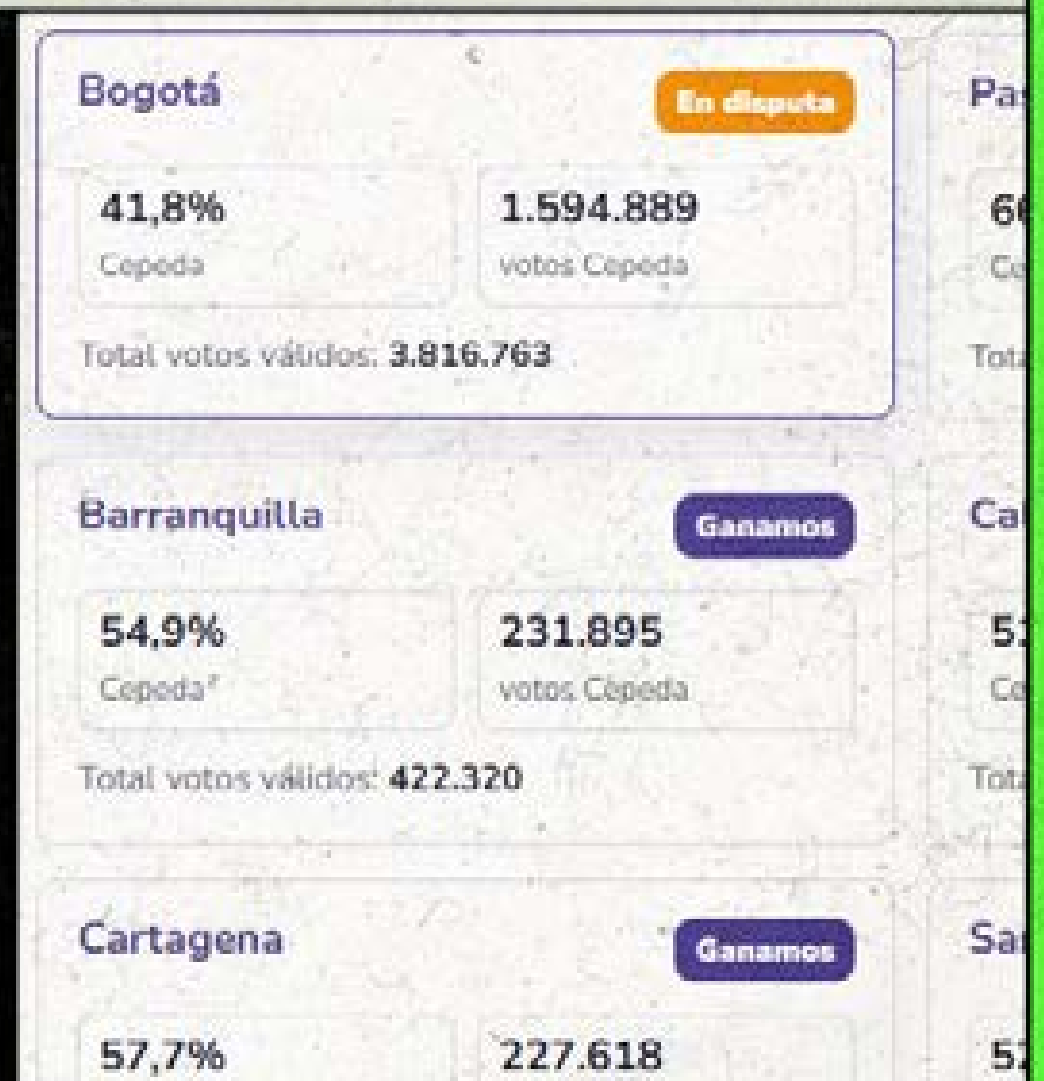 Bogotá
En disputa
41,8%
1.594.889
Cepeda
votos Cepeda
Total votos válidos: 3.816.763
Barranquilla
Ganamos
54,9%
231.895
Cepeda
votos Cepeda
Total votos válidos: 422.320
Cartagena
Ganamos
57,7%
227.618